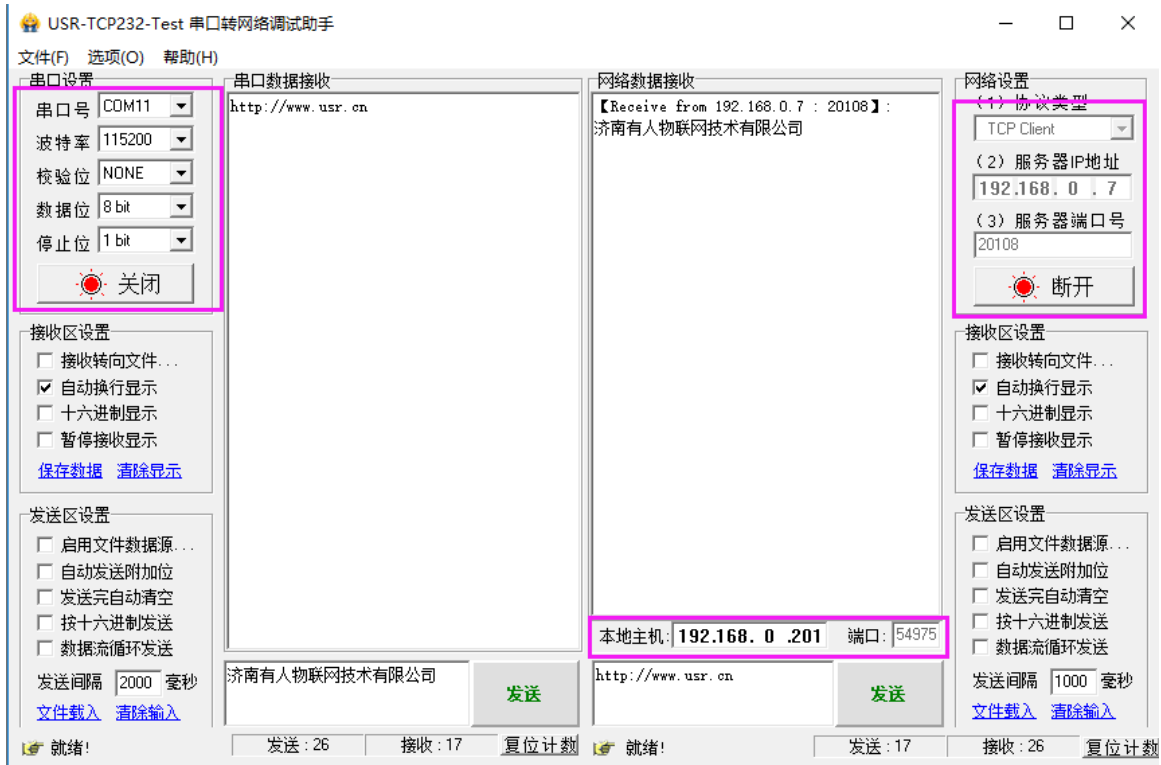 USR-TCP232-Test 串口转网络调试助手
文件(F) 选项(O) 帮助(H)
串口设置
串口号 COM11
波特率 115200
校验位 NONE
数据位 8 bit
停止位 1 bit
关闭
接收区设置
接收转向文件...
自动换行显示
十六进制显示
暂停接收显示
保存数据 清除显示
发送区设置
启用文件数据源...
自动发送附加位
发送完自动清空
按十六进制发送
数据流循环发送
发送间隔 2000 毫秒
文件载入 清除输入
串口数据接收
http://www.usr.cn
济南有人物联网技术有限公司
发送
网络数据接收
【Receive from 192.168.0.7 : 20108】:
济南有人物联网技术有限公司
本地主机: 192.168. 0 .201 端口: 54975
http://www.usr.cn
发送
网络设置
(1) 协议类型
TCP Client
(2) 服务器IP地址
192.168. 0 . 7
(3) 服务器端口号
20108
断开
接收区设置
接收转向文件...
自动换行显示
十六进制显示
暂停接收显示
保存数据 清除显示
发送区设置
启用文件数据源...
自动发送附加位
发送完自动清空
按十六进制发送
数据流循环发送
发送间隔 1000 毫秒
文件载入 清除输入
就绪! 发送 : 26 接收 : 17 复位计数
就绪! 发送 : 17 接收 : 26 复位计数